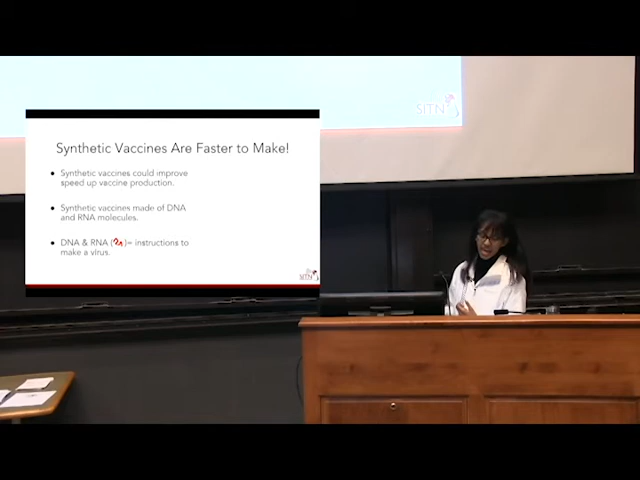 SITN
Synthetic Vaccines Are Faster to Make!
• Synthetic vaccines could improve
speed up vaccine production.
• Synthetic vaccines made of DNA
and RNA molecules.
• DNA & RNA ( )= instructions to
make a virus.
SITN